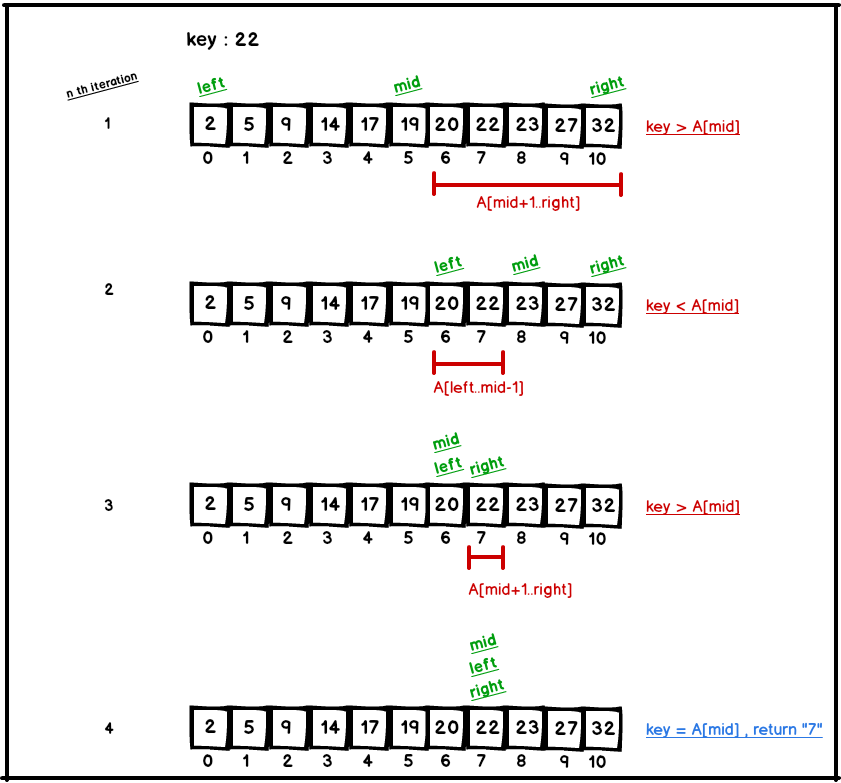 key : 22
n th iteration
left mid right
1 2 5 9 14 17 19 20 22 23 27 32 key > A[mid]
0 1 2 3 4 5 6 7 8 9 10
A[mid+1..right]
left mid right
2 2 5 9 14 17 19 20 22 23 27 32 key < A[mid]
0 1 2 3 4 5 6 7 8 9 10
A[left..mid-1]
mid
left right
3 2 5 9 14 17 19 20 22 23 27 32 key > A[mid]
0 1 2 3 4 5 6 7 8 9 10
A[mid+1..right]
mid
left
right
4 2 5 9 14 17 19 20 22 23 27 32 key = A[mid] , return "7"
0 1 2 3 4 5 6 7 8 9 10